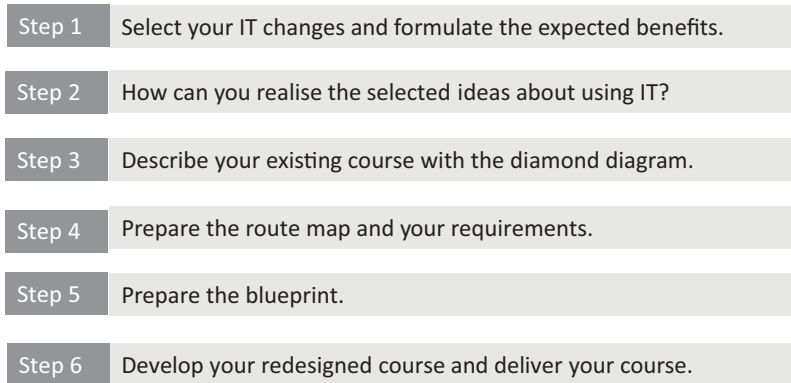 Step 1 Select your IT changes and formulate the expected benefits.
Step 2 How can you realise the selected ideas about using IT?
Step 3 Describe your existing course with the diamond diagram.
Step 4 Prepare the route map and your requirements.
Step 5 Prepare the blueprint.
Step 6 Develop your redesigned course and deliver your course.